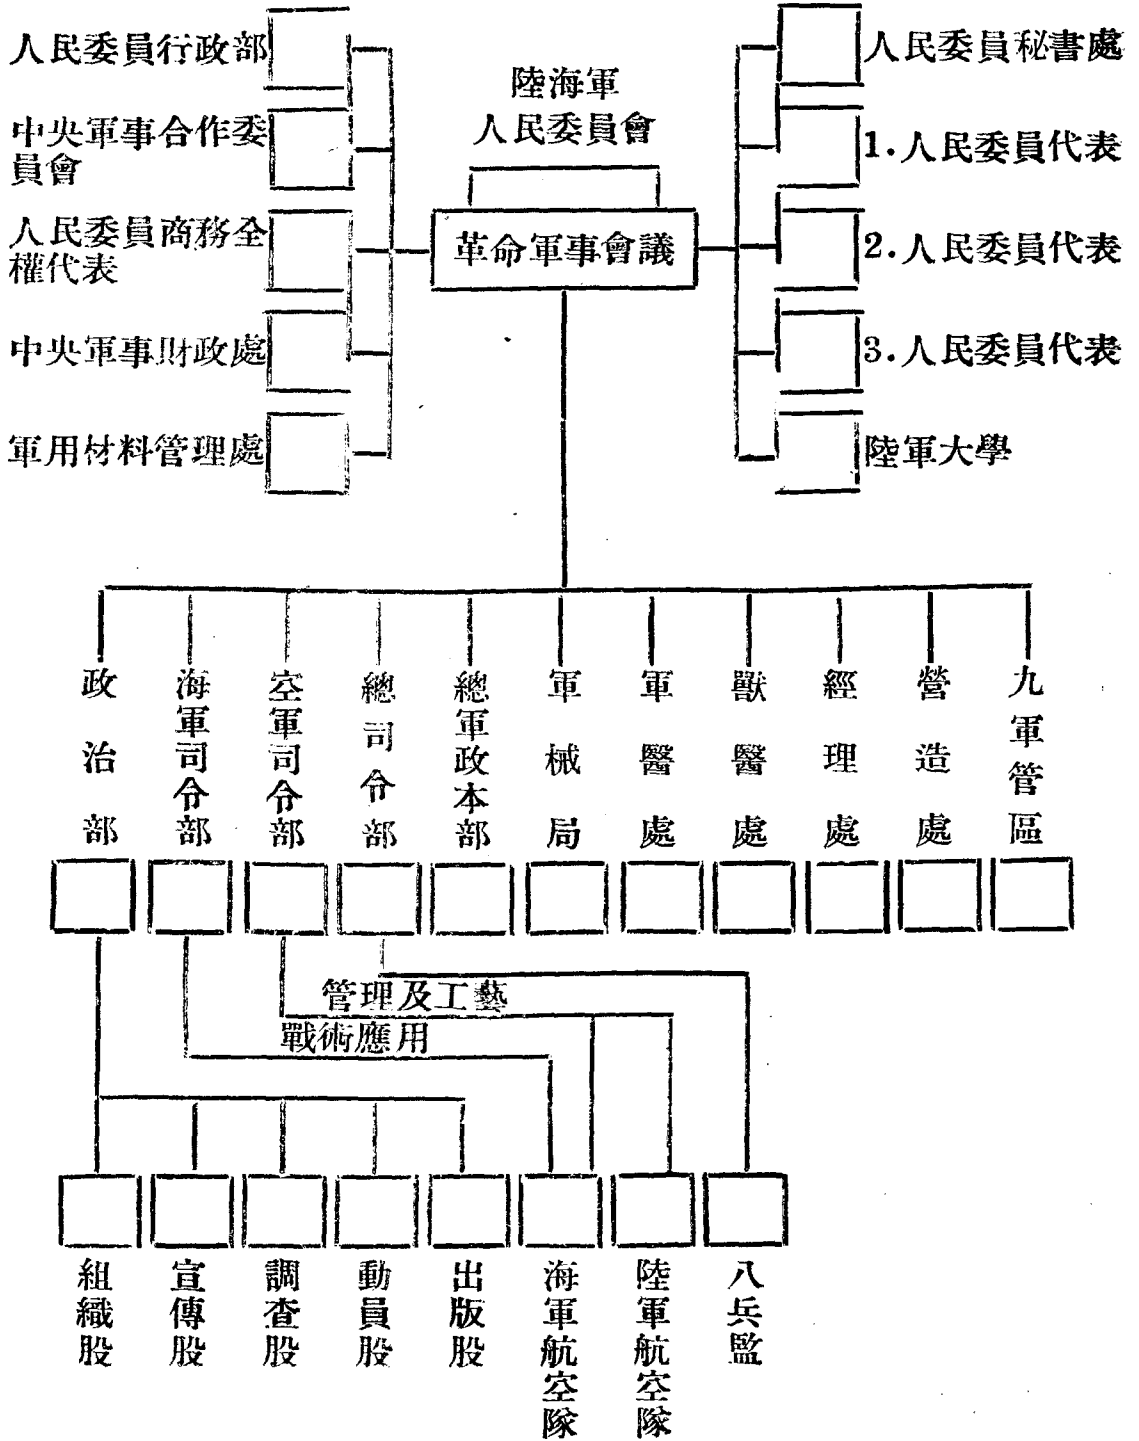 陸海軍
人民委員會
革命軍事會議
人民委員行政部
中央軍事合作委
員會
人民委員商務全
權代表
中央軍事財政處
軍用材料管理處
人民委員秘書處
1.人民委員代表
2.人民委員代表
3.人民委員代表
陸軍大學
政治部
海軍司令部
空軍司令部
總司令部
總軍政本部
軍械局
軍醫處
獸醫處
經理處
營造處
九軍管區
管理及工藝
戰術應用
組織股
宣傳股
調查股
動員股
出版股
海軍航空隊
陸軍航空隊
八兵監